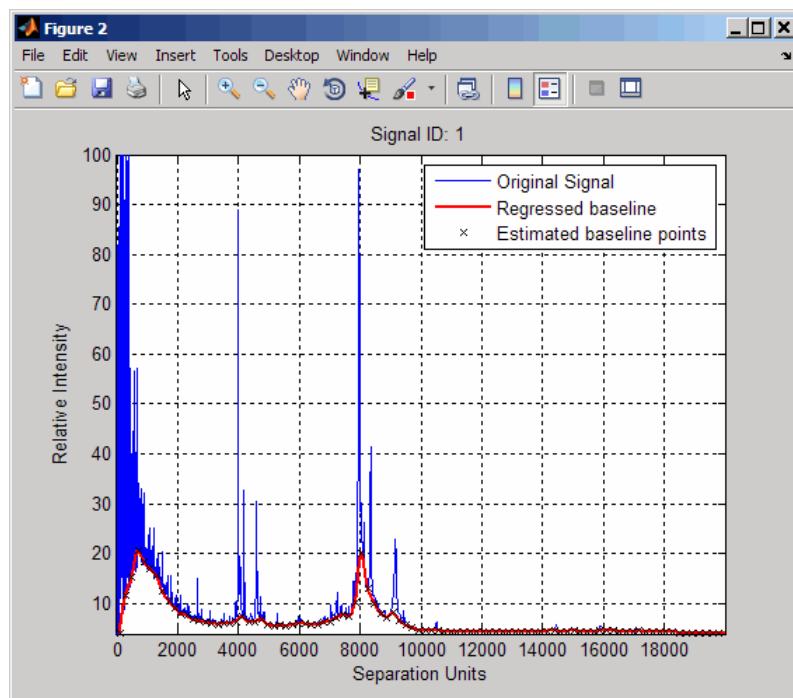 Figure 2
File Edit View Insert Tools Desktop Window Help
Signal ID: 1
Original Signal
Regressed baseline
Estimated baseline points
Relative Intensity
100
90
80
70
60
50
40
30
20
10
0 2000 4000 6000 8000 10000 12000 14000 16000 18000
Separation Units